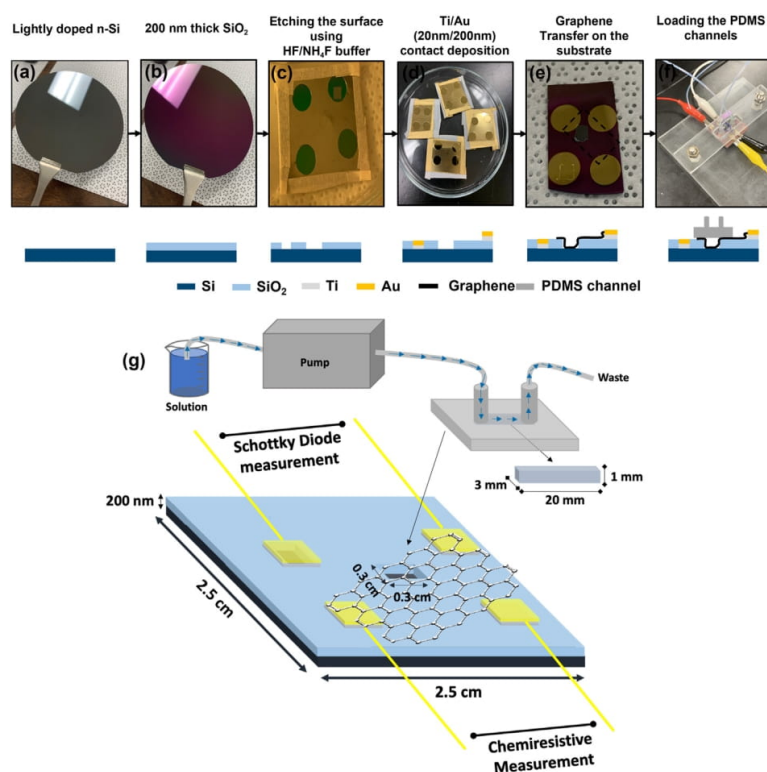 Lightly doped n-Si
200 nm thick SiO₂
Etching the surface
using
HF/NH₄F buffer
Ti/Au
(20nm/200nm)
contact deposition
Graphene
Transfer on the
substrate
Loading the PDMS
channels
(a)
(b)
(c)
(d)
(e)
(f)
Si
SiO₂
Ti
Au
Graphene
PDMS channel
(g)
Pump
Solution
Waste
Schottky Diode
measurement
3 mm
20 mm
1 mm
200 nm
0.3 cm
0.3 cm
2.5 cm
2.5 cm
Chemiresistive
Measurement